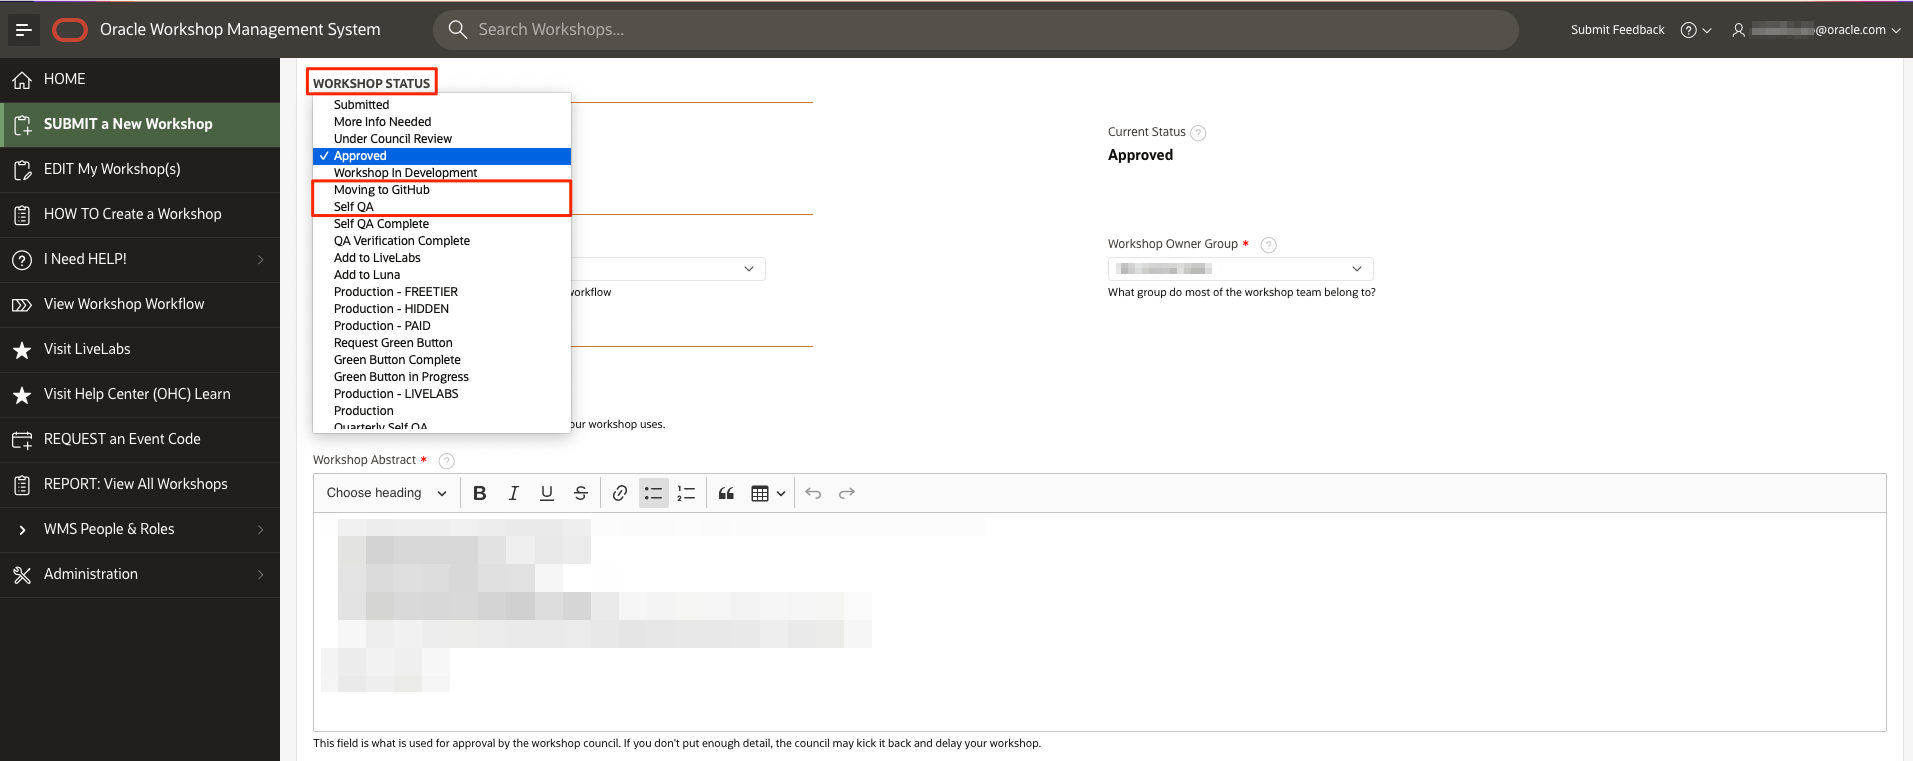 Oracle Workshop Management System
Search Workshops...
Submit Feedback
@oracle.com
HOME
SUBMIT a New Workshop
EDIT My Workshop(s)
HOW TO Create a Workshop
I Need HELP!
View Workshop Workflow
Visit LiveLabs
Visit Help Center (OHC) Learn
REQUEST an Event Code
REPORT: View All Workshops
WMS People & Roles
Administration
WORKSHOP STATUS
Submitted
More Info Needed
Under Council Review
✓ Approved
Workshop In Development
Moving to GitHub
Self QA
Self QA Complete
QA Verification Complete
Add to LiveLabs
Add to Luna
Production - FREETIER
Production - HIDDEN
Production - PAID
Request Green Button
Green Button Complete
Green Button in Progress
Production - LIVELABS
Production
Quarterly Self QA
Current Status ?
Approved
Workshop Owner Group * ?
workflow
What group do most of the workshop team belong to?
our workshop uses.
Workshop Abstract * ?
Choose heading B I U S
This field is what is used for approval by the workshop council. If you don't put enough detail, the council may kick it back and delay your workshop.